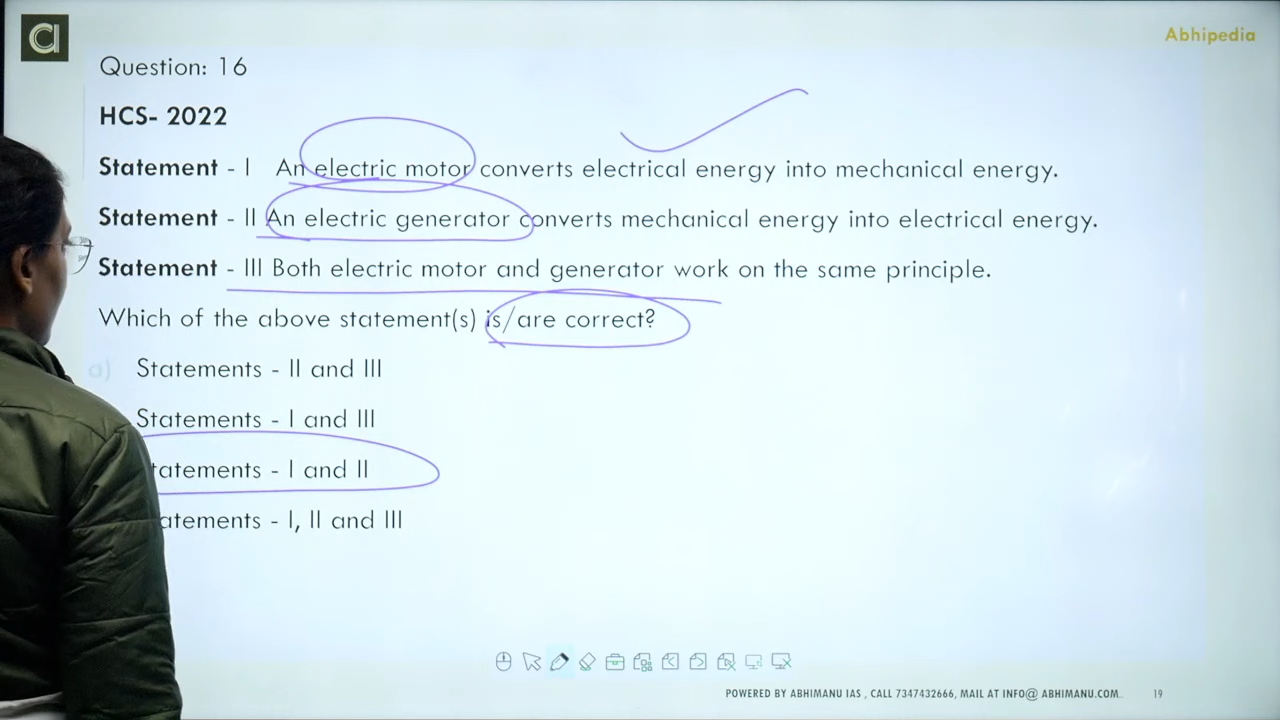 Abhipedia
Question: 16
HCS- 2022
Statement - I An electric motor converts electrical energy into mechanical energy.
Statement - II An electric generator converts mechanical energy into electrical energy.
Statement - III Both electric motor and generator work on the same principle.
Which of the above statement(s) is/are correct?
a) Statements - II and III
Statements - I and III
tatements - I and II
atements - I, II and III
POWERED BY ABHIMANU IAS , CALL 7347432666, MAIL AT INFO@ ABHIMANU.COM.. 19